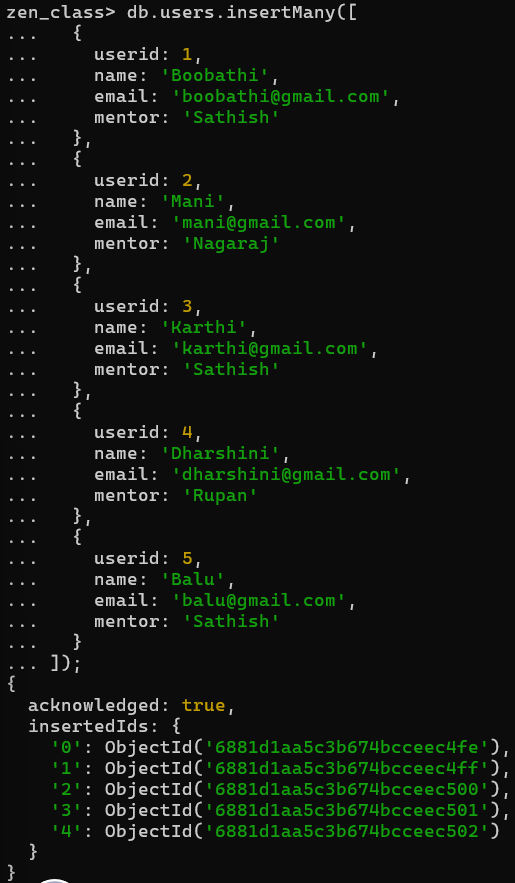 zen_class> db.users.insertMany([
...   {
...     userid: 1,
...     name: 'Boobathi',
...     email: 'boobathi@gmail.com',
...     mentor: 'Sathish'
...   },
...   {
...     userid: 2,
...     name: 'Mani',
...     email: 'mani@gmail.com',
...     mentor: 'Nagaraj'
...   },
...   {
...     userid: 3,
...     name: 'Karthi',
...     email: 'karthi@gmail.com',
...     mentor: 'Sathish'
...   },
...   {
...     userid: 4,
...     name: 'Dharshini',
...     email: 'dharshini@gmail.com',
...     mentor: 'Rupan'
...   },
...   {
...     userid: 5,
...     name: 'Balu',
...     email: 'balu@gmail.com',
...     mentor: 'Sathish'
...   }
... ]);
{
  acknowledged: true,
  insertedIds: {
    '0': ObjectId('6881d1aa5c3b674bcceec4fe'),
    '1': ObjectId('6881d1aa5c3b674bcceec4ff'),
    '2': ObjectId('6881d1aa5c3b674bcceec500'),
    '3': ObjectId('6881d1aa5c3b674bcceec501'),
    '4': ObjectId('6881d1aa5c3b674bcceec502')
  }
}